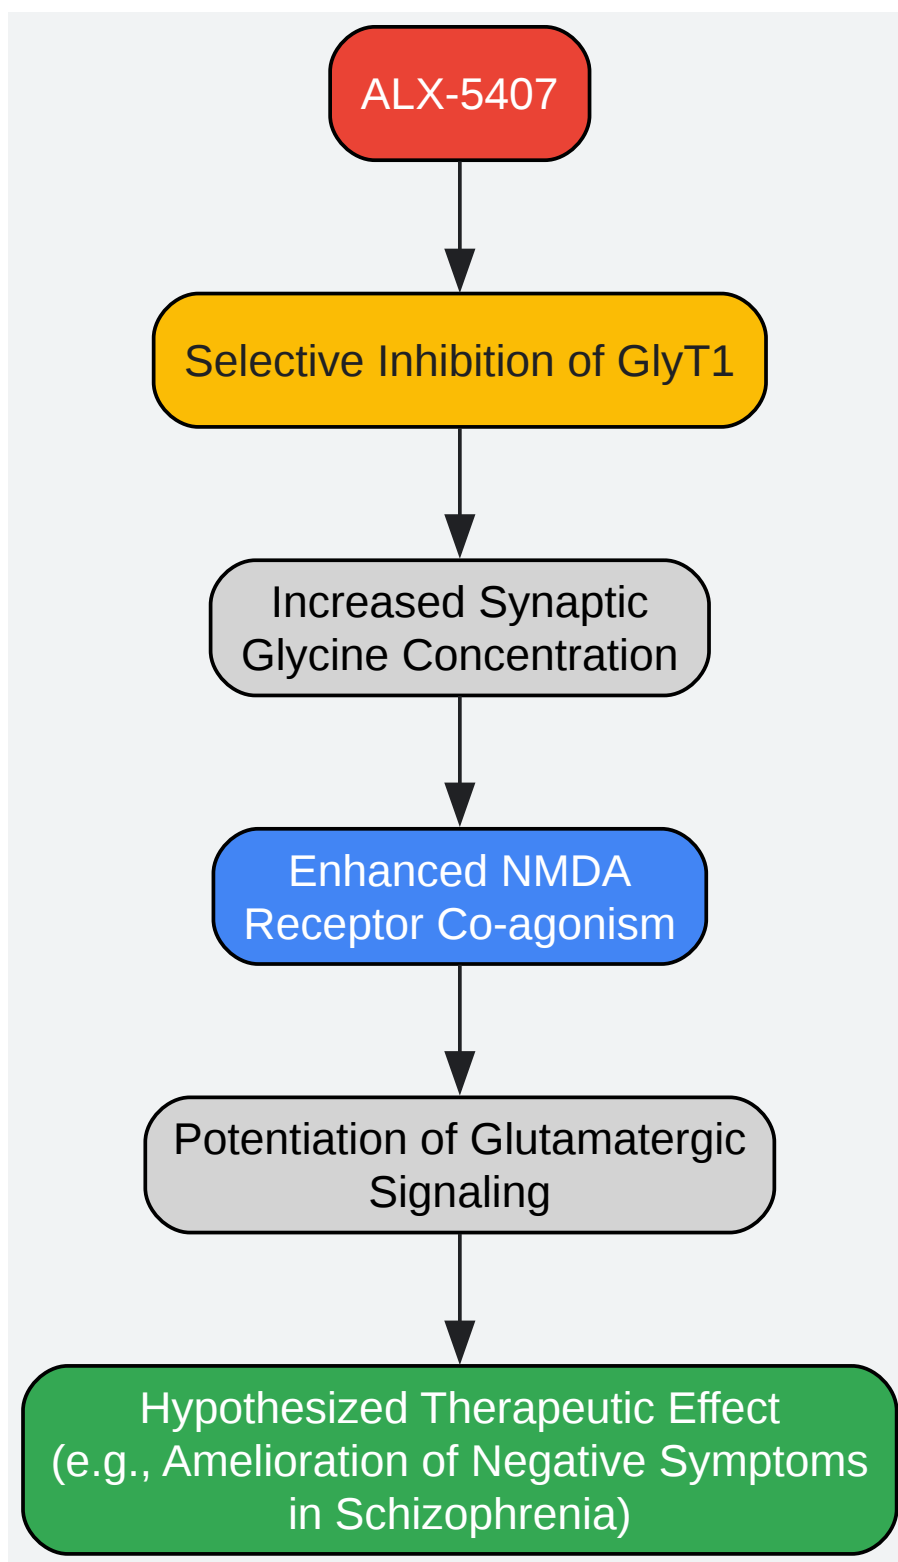 ALX-5407
Selective Inhibition of GlyT1
Increased Synaptic
Glycine Concentration
Enhanced NMDA
Receptor Co-agonism
Potentiation of Glutamatergic
Signaling
Hypothesized Therapeutic Effect
(e.g., Amelioration of Negative Symptoms
in Schizophrenia)